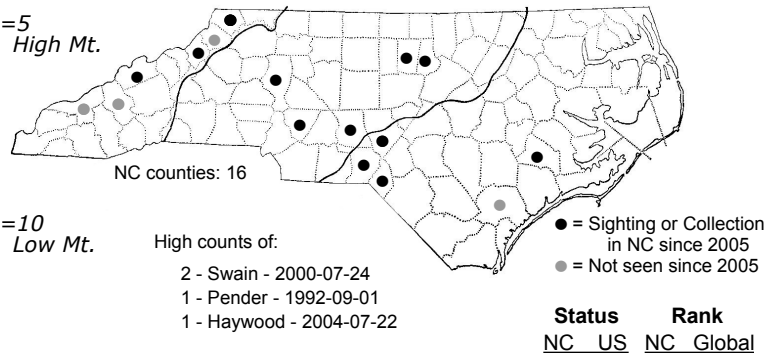 =5
High Mt.
NC counties: 16
=10
Low Mt.
High counts of:
2 - Swain - 2000-07-24
1 - Pender - 1992-09-01
1 - Haywood - 2004-07-22
= Sighting or Collection
in NC since 2005
= Not seen since 2005
Status Rank
NC US NC Global